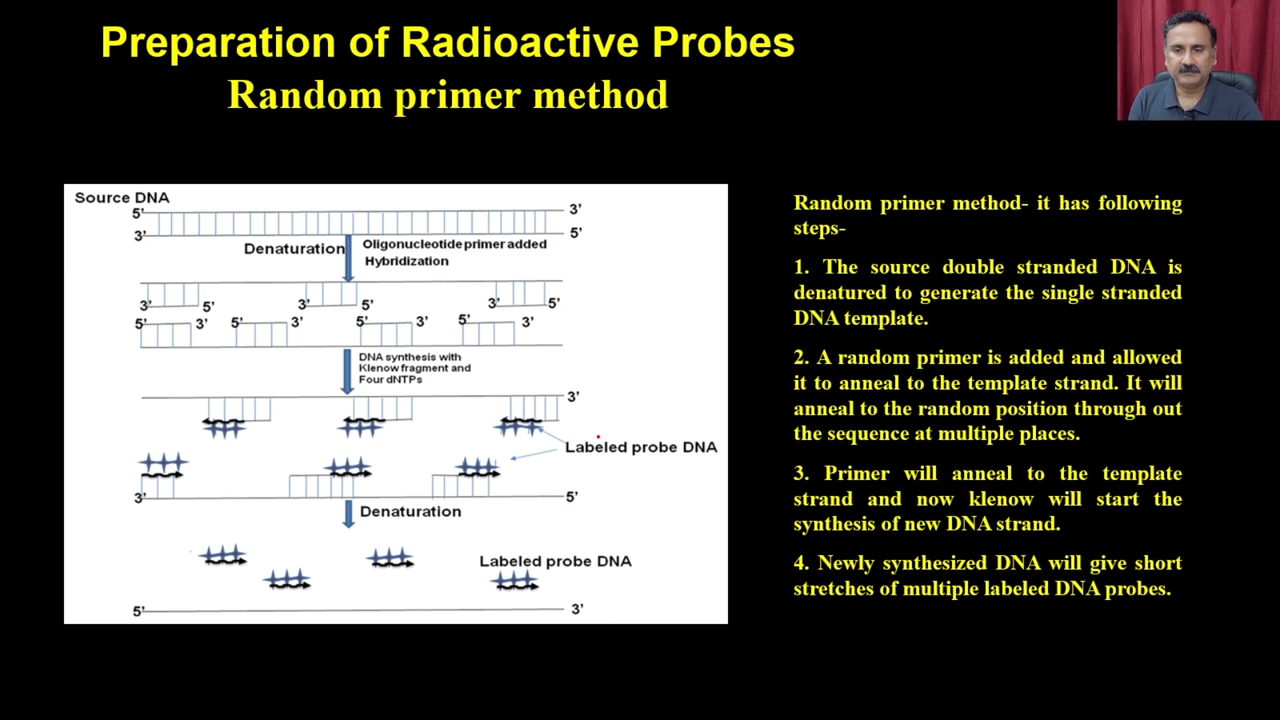 Preparation of Radioactive Probes
Random primer method
Source DNA
5' 3'
3' 5'
Denaturation
Oligonucleotide primer added
Hybridization
3' 5' 3' 5' 3' 5'
5' 3' 5' 3' 5' 3' 5' 3'
DNA synthesis with
Klenow fragment and
Four dNTPs
3'
Labeled probe DNA
3' 5'
Denaturation
Labeled probe DNA
5' 3'
Random primer method- it has following
steps-
1. The source double stranded DNA is
denatured to generate the single stranded
DNA template.
2. A random primer is added and allowed
it to anneal to the template strand. It will
anneal to the random position through out
the sequence at multiple places.
3. Primer will anneal to the template
strand and now klenow will start the
synthesis of new DNA strand.
4. Newly synthesized DNA will give short
stretches of multiple labeled DNA probes.